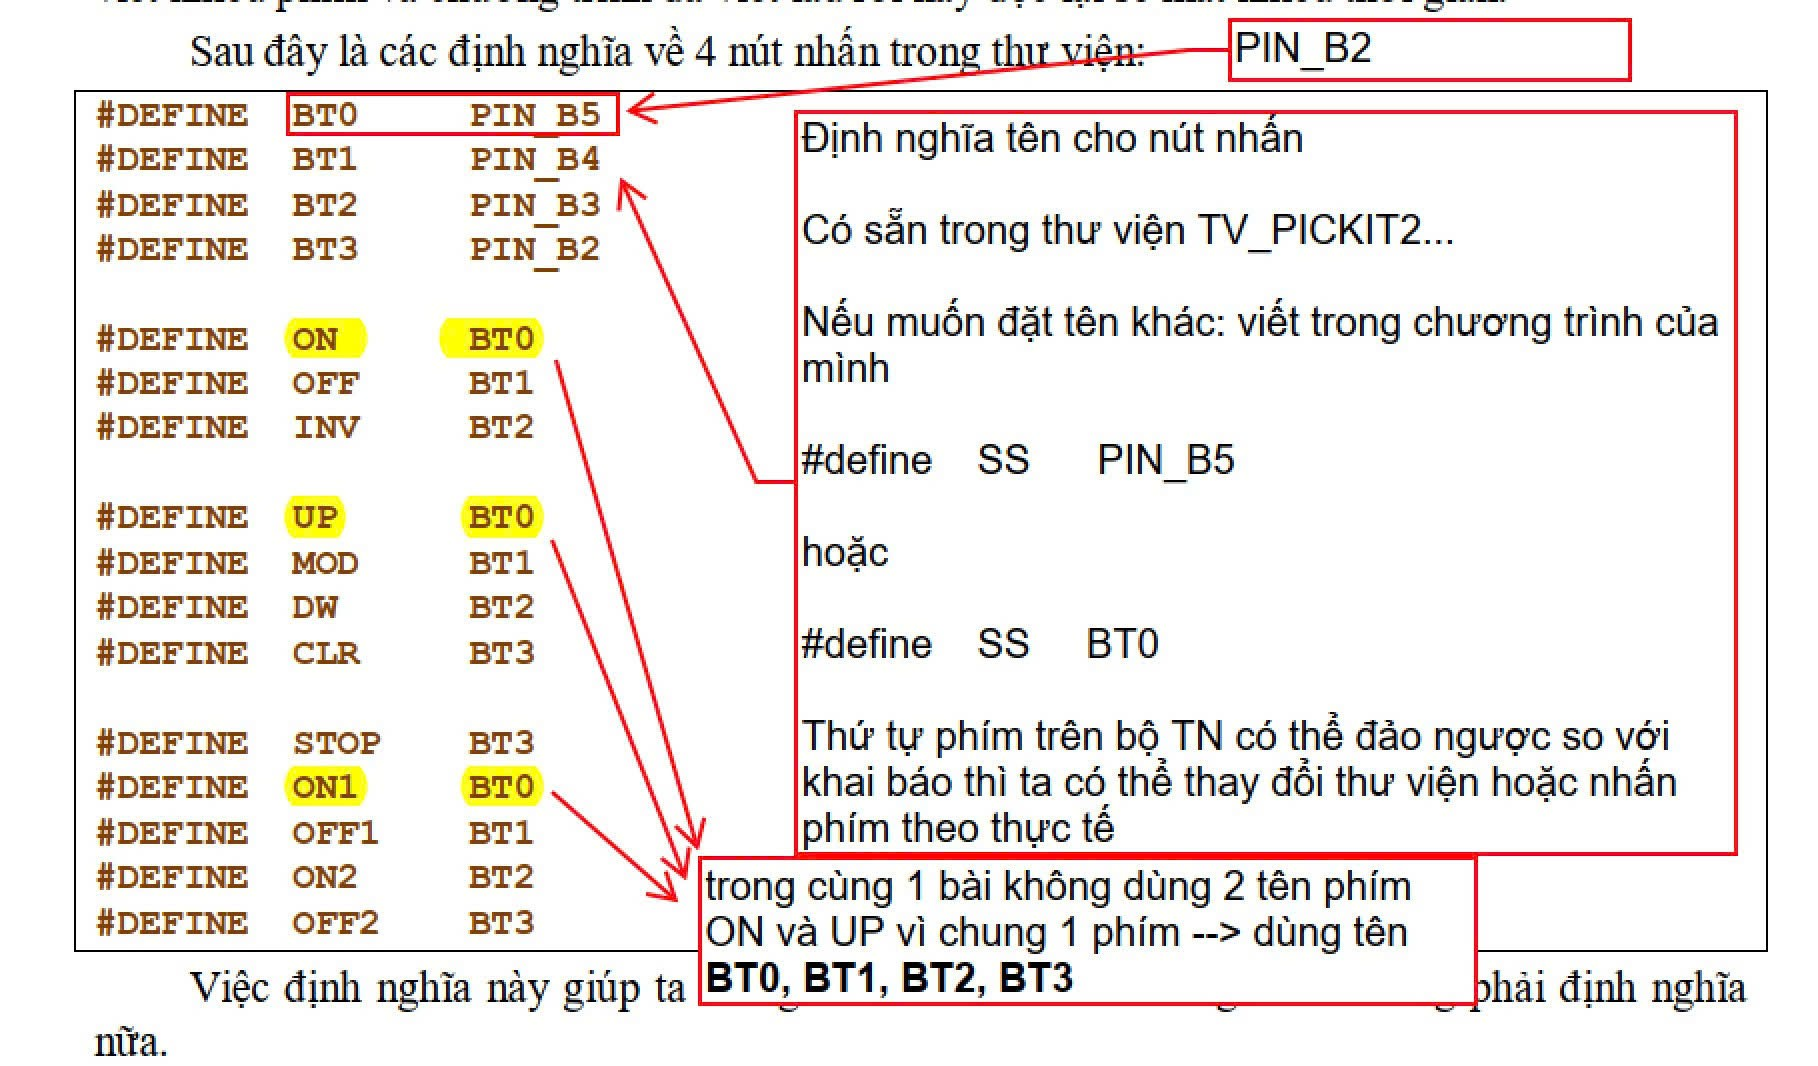 Sau đây là các định nghĩa về 4 nút nhấn trong thư viện:
PIN_B2
#DEFINE BT0 PIN_B5
#DEFINE BT1 PIN_B4
#DEFINE BT2 PIN_B3
#DEFINE BT3 PIN_B2
#DEFINE ON BT0
#DEFINE OFF BT1
#DEFINE INV BT2
#DEFINE UP BT0
#DEFINE MOD BT1
#DEFINE DW BT2
#DEFINE CLR BT3
#DEFINE STOP BT3
#DEFINE ON1 BT0
#DEFINE OFF1 BT1
#DEFINE ON2 BT2
#DEFINE OFF2 BT3
Định nghĩa tên cho nút nhấn
Có sẵn trong thư viện TV_PICKIT2...
Nếu muốn đặt tên khác: viết trong chương trình của
mình
#define SS PIN_B5
hoặc
#define SS BT0
Thứ tự phím trên bộ TN có thể đảo ngược so với
khai báo thì ta có thể thay đổi thư viện hoặc nhấn
phím theo thực tế
trong cùng 1 bài không dùng 2 tên phím
ON và UP vì chung 1 phím --> dùng tên
BT0, BT1, BT2, BT3
Việc định nghĩa này giúp ta phải định nghĩa
nữa.